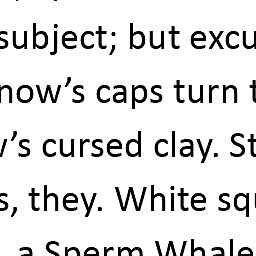 subject; but excu
now’s caps turn t
’s cursed clay. St
s, they. White squ
a Sperm Whale